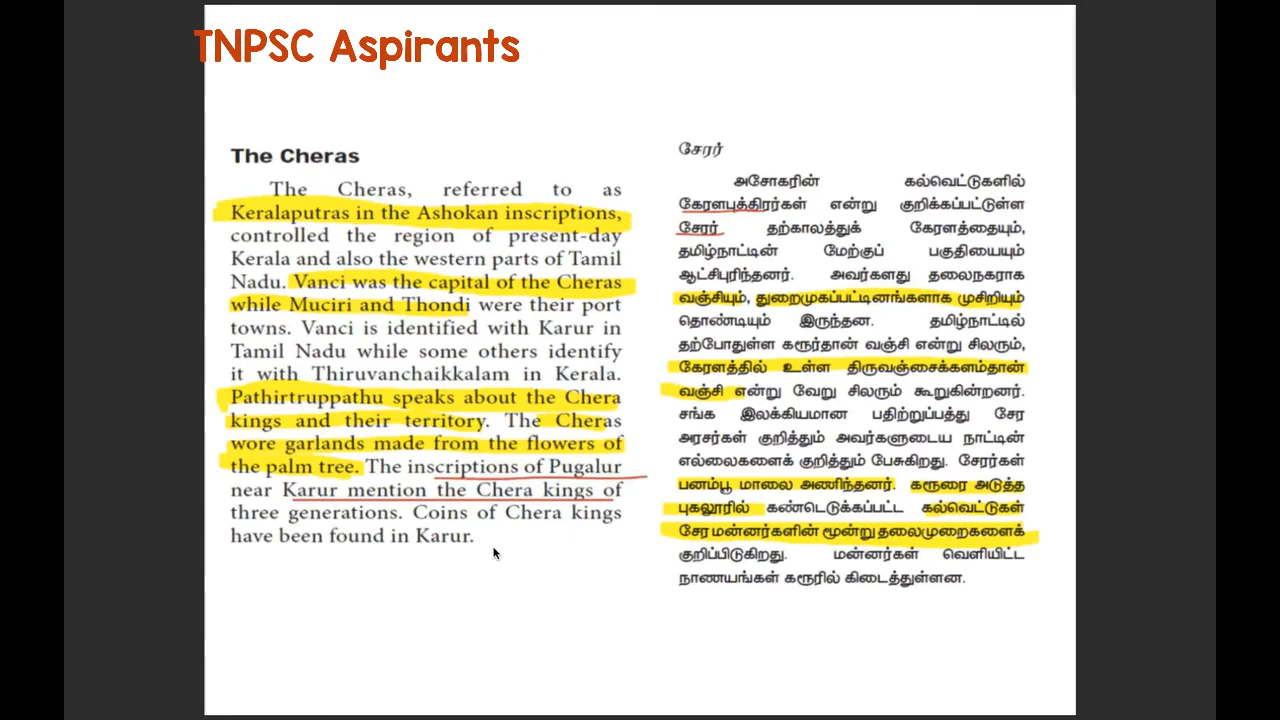 TNPSC Aspirants
The Cheras
The Cheras, referred to as
Keralaputras in the Ashokan inscriptions,
controlled the region of present-day
Kerala and also the western parts of Tamil
Nadu. Vanci was the capital of the Cheras
while Muciri and Thondi were their port
towns. Vanci is identified with Karur in
Tamil Nadu while some others identify
it with Thiruvanchaikkalam in Kerala.
Pathirtruppathu speaks about the Chera
kings and their territory. The Cheras
wore garlands made from the flowers of
the palm tree. The inscriptions of Pugalur
near Karur mention the Chera kings of
three generations. Coins of Chera kings
have been found in Karur.
சேரர்
அசோகரின் கல்வெட்டுகளில்
கேரளபுத்திரர்கள் என்று குறிக்கப்பட்டுள்ள
சேரர் தற்காலத்துக் கேரளத்தையும்,
தமிழ்நாட்டின் மேற்குப் பகுதியையும்
ஆட்சிபுரிந்தனர். அவர்களது தலைநகராக
வஞ்சியும், துறைமுகப்பட்டினங்களாக முசிறியும்
தொண்டியும் இருந்தன. தமிழ்நாட்டில்
தற்போதுள்ள கரூர்தான் வஞ்சி என்று சிலரும்,
கேரளத்தில் உள்ள திருவஞ்சைக்களம்தான்
வஞ்சி என்று வேறு சிலரும் கூறுகின்றனர்.
சங்க இலக்கியமான பதிற்றுப்பத்து சேர
அரசர்கள் குறித்தும் அவர்களுடைய நாட்டின்
எல்லைகளைக் குறித்தும் பேசுகிறது. சேரர்கள்
பனம்பூ மாலை அணிந்தனர். கரூரை அடுத்த
புகலூரில் கண்டெடுக்கப்பட்ட கல்வெட்டுகள்
சேர மன்னர்களின் மூன்று தலைமுறைகளைக்
குறிப்பிடுகிறது. மன்னர்கள் வெளியிட்ட
நாணயங்கள் கரூரில் கிடைத்துள்ளன.